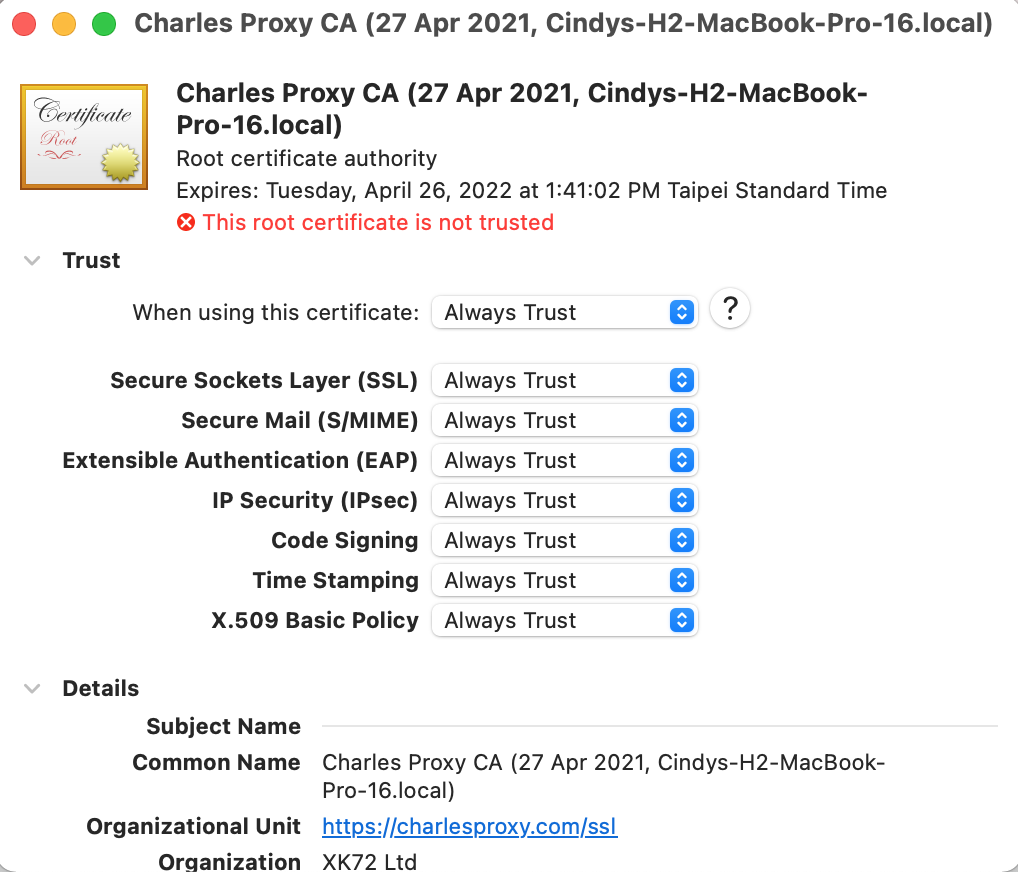 Charles Proxy CA (27 Apr 2021, Cindys-H2-MacBook-Pro-16.local)
Certificate
Root
Charles Proxy CA (27 Apr 2021, Cindys-H2-MacBook-
Pro-16.local)
Root certificate authority
Expires: Tuesday, April 26, 2022 at 1:41:02 PM Taipei Standard Time
This root certificate is not trusted
Trust
When using this certificate: Always Trust ?
Secure Sockets Layer (SSL) Always Trust
Secure Mail (S/MIME) Always Trust
Extensible Authentication (EAP) Always Trust
IP Security (IPsec) Always Trust
Code Signing Always Trust
Time Stamping Always Trust
X.509 Basic Policy Always Trust
Details
Subject Name
Common Name Charles Proxy CA (27 Apr 2021, Cindys-H2-MacBook-
Pro-16.local)
Organizational Unit https://charlesproxy.com/ssl
Organization XK72 Ltd